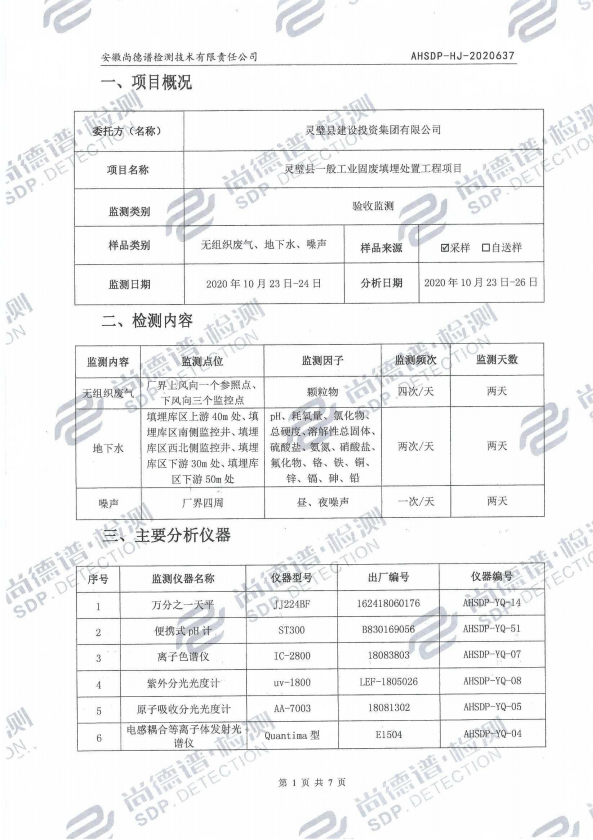 安徽尚德谱检测技术有限责任公司 AHSDP-HJ-2020637
一、项目概况
委托方（名称） 灵璧县建设投资集团有限公司
项目名称 灵璧县一般工业固废填埋处置工程项目
监测类别 验收监测
样品类别 无组织废气、地下水、噪声 样品来源 ☑采样 □自送样
监测日期 2020 年 10 月 23 日-24 日 分析日期 2020 年 10 月 23 日-26 日
二、检测内容
监测内容 监测点位 监测因子 监测频次 监测天数
无组织废气 厂界上风向一个参照点、下风向三个监控点 颗粒物 四次/天 两天
地下水 填埋库区上游 40m 处、填埋库区南侧监控井、填埋库区西北侧监控井、填埋库区下游 30m 处、填埋库区下游 50m 处 pH、耗氧量、氯化物、总硬度、溶解性总固体、硫酸盐、氨氮、硝酸盐、氟化物、铬、铁、铜、锌、镉、砷、铅 两次/天 两天
噪声 厂界四周 昼、夜噪声 一次/天 两天
三、主要分析仪器
序号 监测仪器名称 仪器型号 出厂编号 仪器编号
1 万分之一天平 JJ224BF 162418060176 AHSDP-YQ-14
2 便携式 pH 计 ST300 B830169056 AHSDP-YQ-51
3 离子色谱仪 IC-2800 18083803 AHSDP-YQ-07
4 紫外分光光度计 uv-1800 LEF-1805026 AHSDP-YQ-08
5 原子吸收分光光度计 AA-7003 18081302 AHSDP-YQ-05
6 电感耦合等离子体发射光谱仪 Quantima 型 E1504 AHSDP-YQ-04
第 1 页 共 7 页
尚德谱·检测
SDP.DETECTION